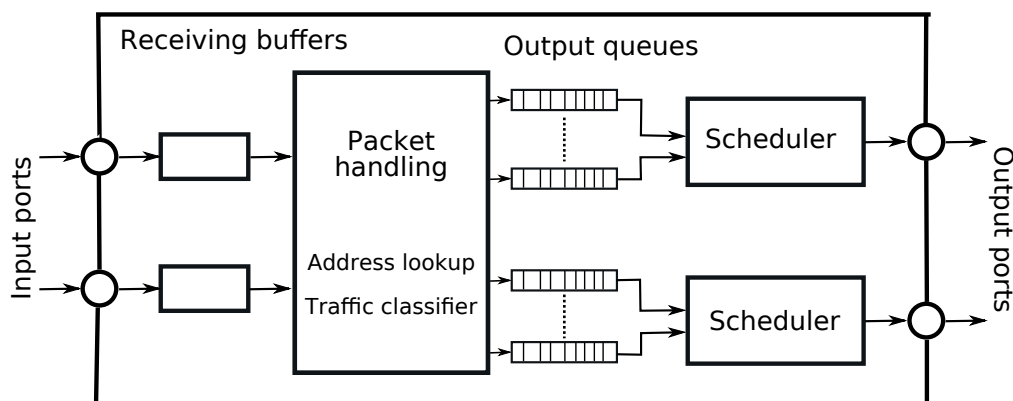 Receiving buffers
Output queues
Input ports
Packet
handling
Address lookup
Traffic classifier
Scheduler
Scheduler
Output ports